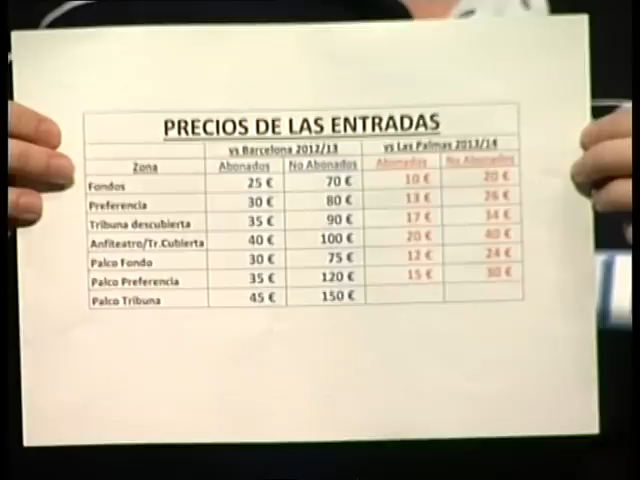 PRECIOS DE LAS ENTRADAS
vs Barcelona 2012/13 vs Las Palmas 2013/14
Zona Abonados No Abonados Abonados No Abonados
Fondos 25 € 70 € 10 € 20 €
Preferencia 30 € 80 € 13 € 26 €
Tribuna descubierta 35 € 90 € 17 € 34 €
Anfiteatro/Tr.Cubierta 40 € 100 € 20 € 40 €
Palco Fondo 30 € 75 € 12 € 24 €
Palco Preferencia 35 € 120 € 15 € 30 €
Palco Tribuna 45 € 150 €